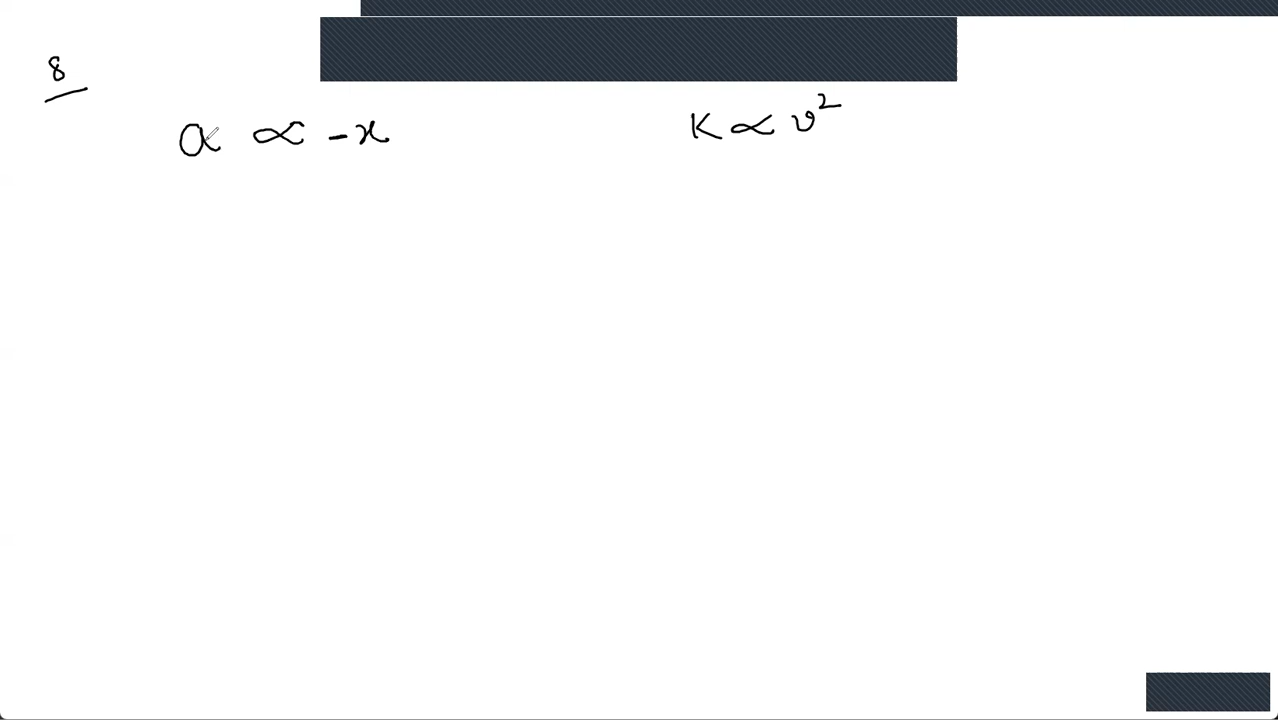 8
a ∝ -x K ∝ v²